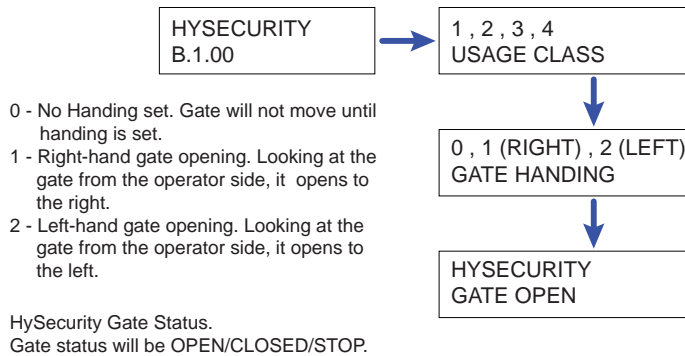 HYSECURITY
B.1.00
1 , 2 , 3 , 4
USAGE CLASS
0 - No Handing set. Gate will not move until
handing is set.
1 - Right-hand gate opening. Looking at the
gate from the operator side, it opens to
the right.
2 - Left-hand gate opening. Looking at the
gate from the operator side, it opens to
the left.
0 , 1 (RIGHT) , 2 (LEFT)
GATE HANDING
HYSECURITY
GATE OPEN
HySecurity Gate Status.
Gate status will be OPEN/CLOSED/STOP.